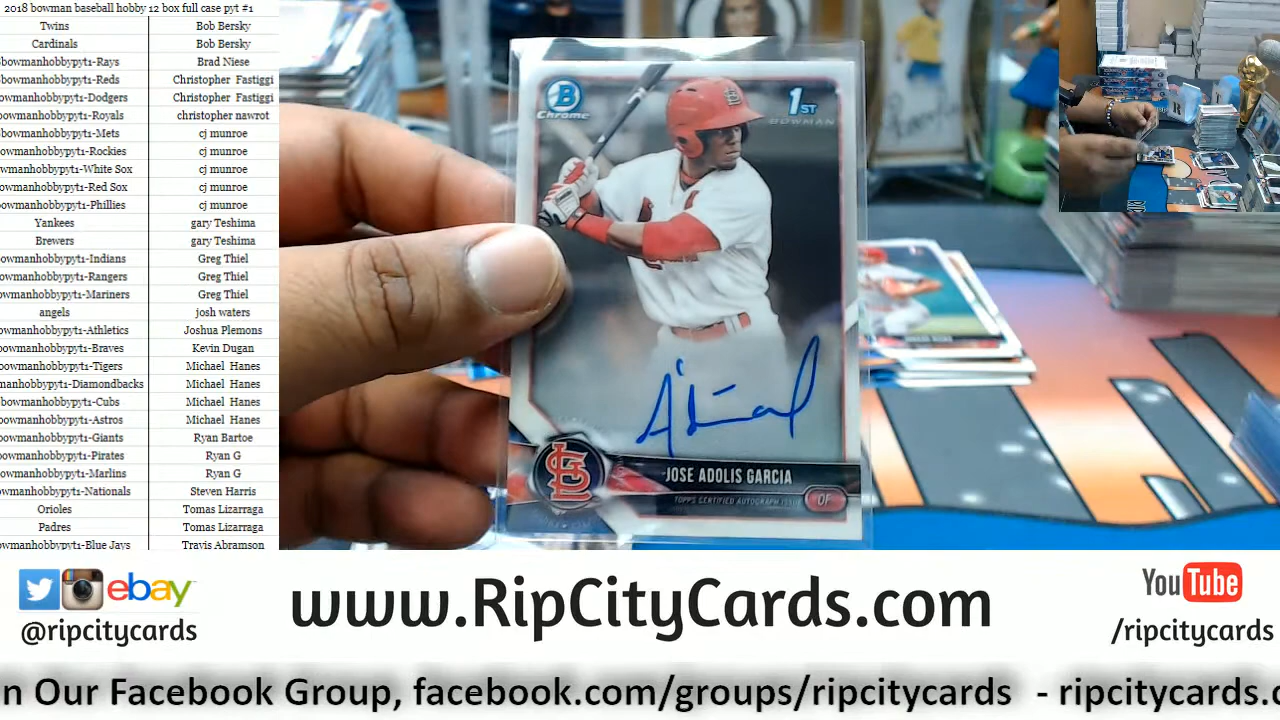 2018 bowman baseball hobby 12 box full case pyt #1
Twins Bob Bersky
Cardinals Bob Bersky
bowmanhobbypyt1-Rays Brad Niese
bowmanhobbypyt1-Reds Christopher Fastiggi
owmanhobbypyt1-Dodgers Christopher Fastiggi
owmanhobbypyt1-Royals christopher nawrot
bowmanhobbypyt1-Mets cj munroe
owmanhobbypyt1-Rockies cj munroe
wmanhobbypyt1-White Sox cj munroe
owmanhobbypyt1-Red Sox cj munroe
owmanhobbypyt1-Phillies cj munroe
Yankees gary Teshima
Brewers gary Teshima
owmanhobbypyt1-Indians Greg Thiel
owmanhobbypyt1-Rangers Greg Thiel
owmanhobbypyt1-Mariners Greg Thiel
angels josh waters
owmanhobbypyt1-Athletics Joshua Plemons
owmanhobbypyt1-Braves Kevin Dugan
owmanhobbypyt1-Tigers Michael Hanes
manhobbypyt1-Diamondbacks Michael Hanes
bowmanhobbypyt1-Cubs Michael Hanes
owmanhobbypyt1-Astros Michael Hanes
owmanhobbypyt1-Giants Ryan Bartoe
owmanhobbypyt1-Pirates Ryan G
owmanhobbypyt1-Marlins Ryan G
owmanhobbypyt1-Nationals Steven Harris
Orioles Tomas Lizarraga
Padres Tomas Lizarraga
owmanhobbypyt1-Blue Jays Travis Abramson
B
Chrome
1ST
BOWMAN
JOSE ADOLIS GARCIA
TOPPS CERTIFIED AUTOGRAPH ISSUE
OF
ebay
@ripcitycards
www.RipCityCards.com
YouTube
/ripcitycards
n Our Facebook Group, facebook.com/groups/ripcitycards - ripcitycards.c